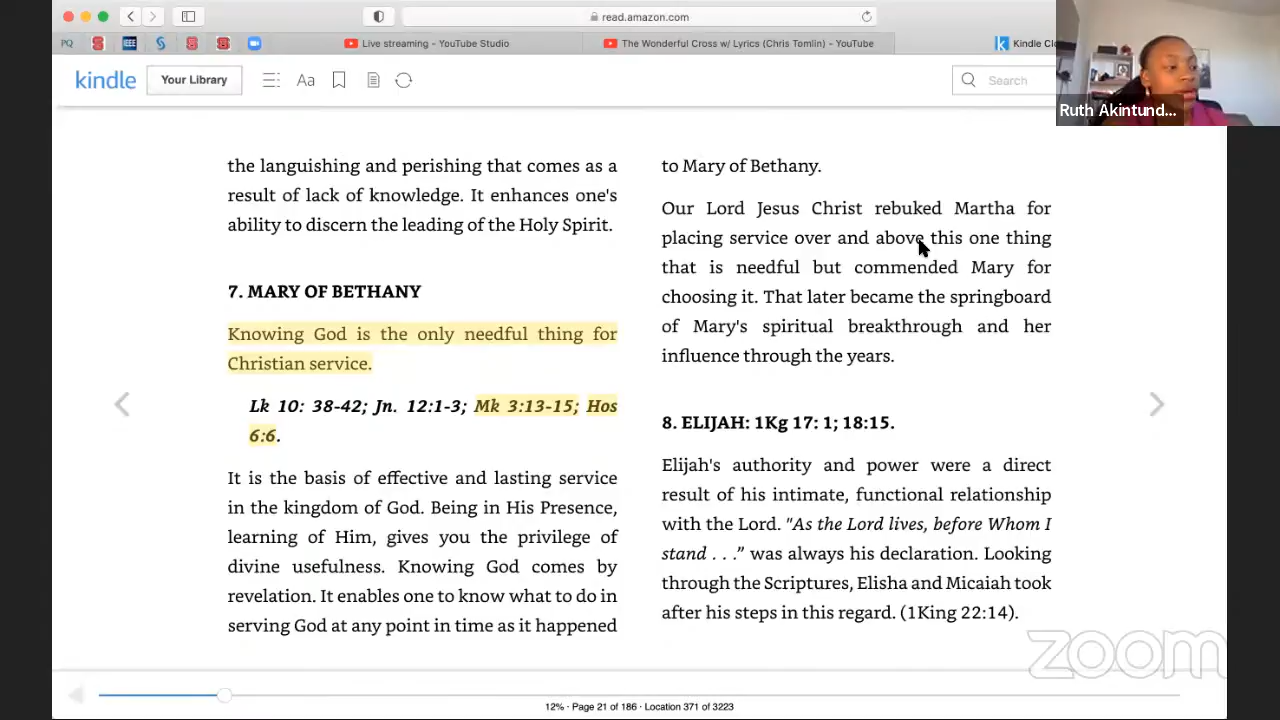 read.amazon.com
PQ
IEEE
Live streaming - YouTube Studio
The Wonderful Cross w/ Lyrics (Chris Tomlin) - YouTube
Kindle Clo
kindle
Your Library
Aa
Search
Ruth Akintund...
the languishing and perishing that comes as a
result of lack of knowledge. It enhances one's
ability to discern the leading of the Holy Spirit.
7. MARY OF BETHANY
Knowing God is the only needful thing for
Christian service.
Lk 10: 38-42; Jn. 12:1-3; Mk 3:13-15; Hos
6:6.
It is the basis of effective and lasting service
in the kingdom of God. Being in His Presence,
learning of Him, gives you the privilege of
divine usefulness. Knowing God comes by
revelation. It enables one to know what to do in
serving God at any point in time as it happened
to Mary of Bethany.
Our Lord Jesus Christ rebuked Martha for
placing service over and above this one thing
that is needful but commended Mary for
choosing it. That later became the springboard
of Mary's spiritual breakthrough and her
influence through the years.
8. ELIJAH: 1Kg 17: 1; 18:15.
Elijah's authority and power were a direct
result of his intimate, functional relationship
with the Lord. "As the Lord lives, before Whom I
stand . . ." was always his declaration. Looking
through the Scriptures, Elisha and Micaiah took
after his steps in this regard. (1King 22:14).
zoom
12% · Page 21 of 186 · Location 371 of 3223